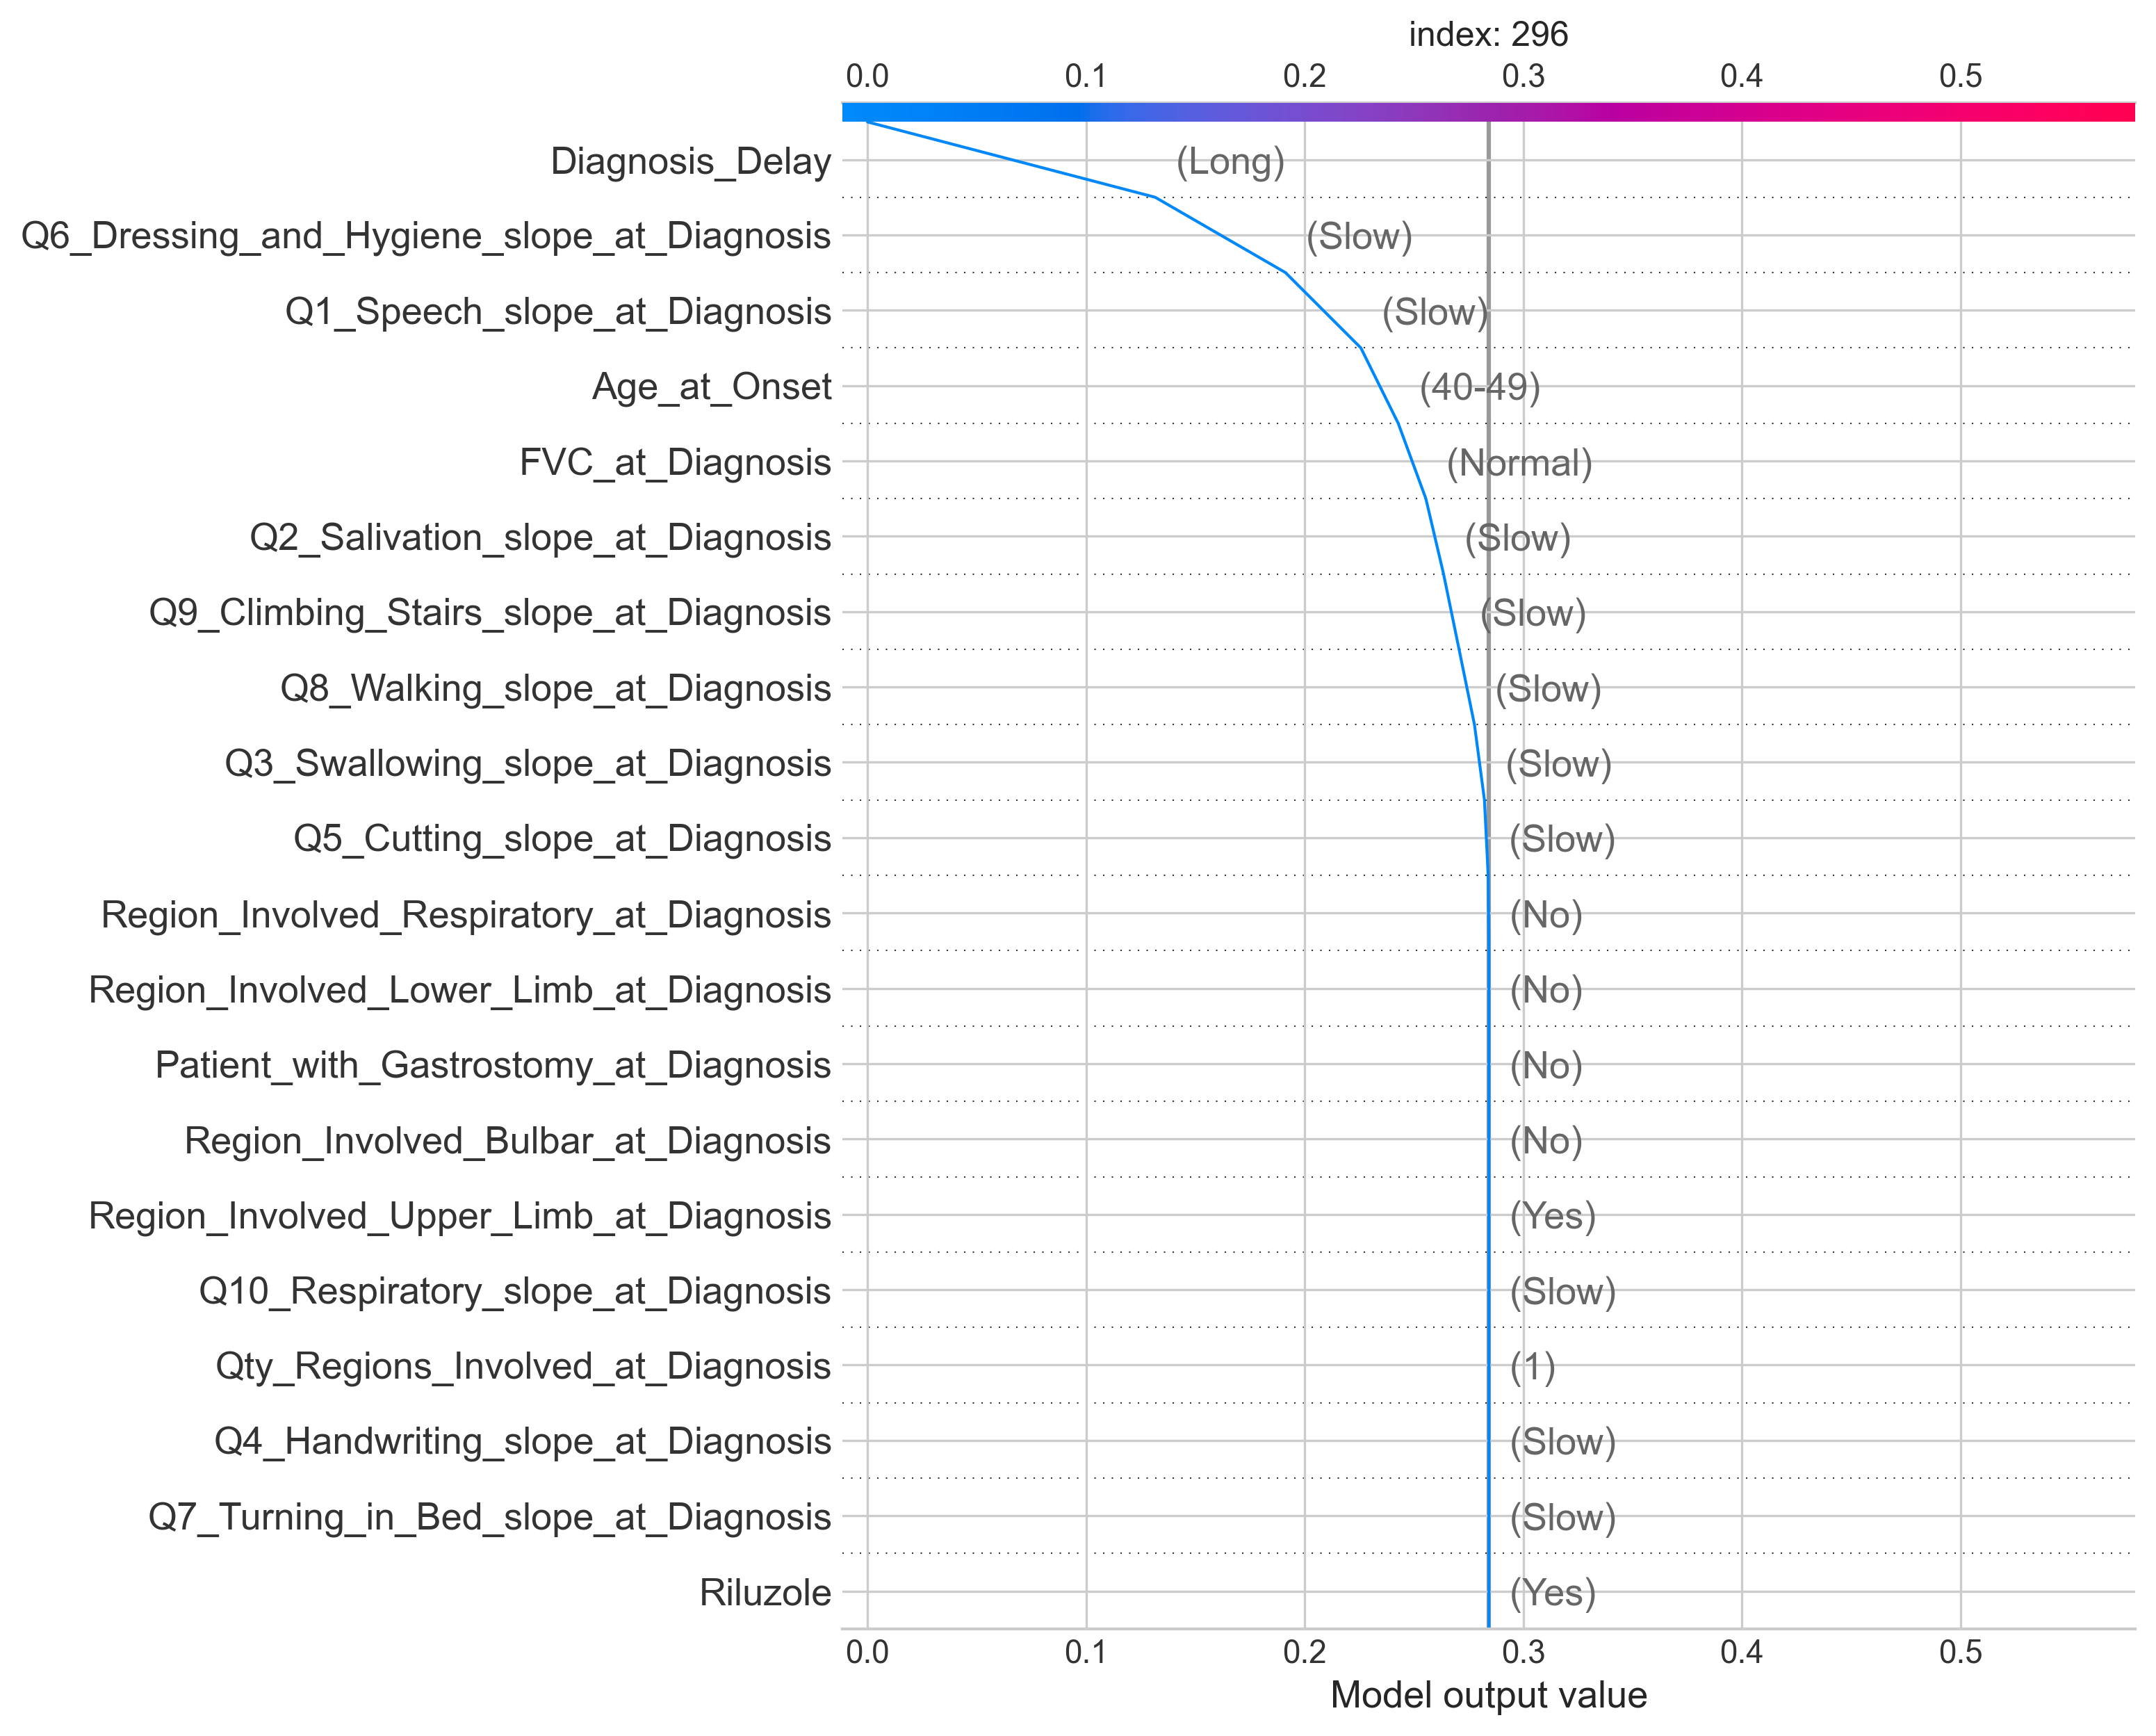 index: 296
0.0 0.1 0.2 0.3 0.4 0.5
Diagnosis_Delay (Long)
Q6_Dressing_and_Hygiene_slope_at_Diagnosis (Slow)
Q1_Speech_slope_at_Diagnosis (Slow)
Age_at_Onset (40-49)
FVC_at_Diagnosis (Normal)
Q2_Salivation_slope_at_Diagnosis (Slow)
Q9_Climbing_Stairs_slope_at_Diagnosis (Slow)
Q8_Walking_slope_at_Diagnosis (Slow)
Q3_Swallowing_slope_at_Diagnosis (Slow)
Q5_Cutting_slope_at_Diagnosis (Slow)
Region_Involved_Respiratory_at_Diagnosis (No)
Region_Involved_Lower_Limb_at_Diagnosis (No)
Patient_with_Gastrostomy_at_Diagnosis (No)
Region_Involved_Bulbar_at_Diagnosis (No)
Region_Involved_Upper_Limb_at_Diagnosis (Yes)
Q10_Respiratory_slope_at_Diagnosis (Slow)
Qty_Regions_Involved_at_Diagnosis (1)
Q4_Handwriting_slope_at_Diagnosis (Slow)
Q7_Turning_in_Bed_slope_at_Diagnosis (Slow)
Riluzole (Yes)
0.0 0.1 0.2 0.3 0.4 0.5
Model output value